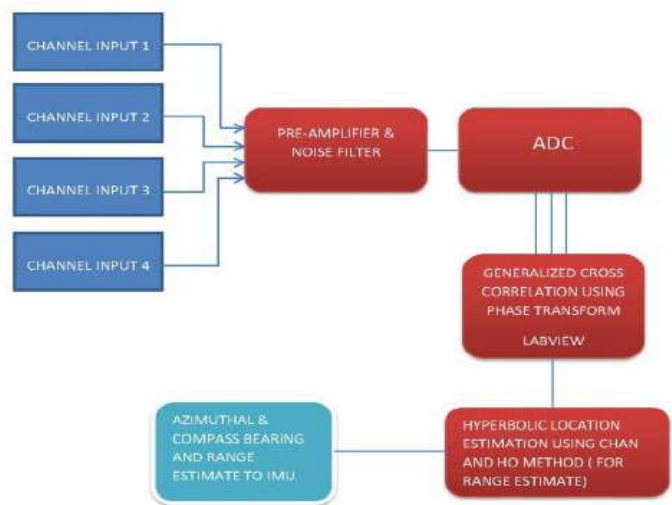 CHANNEL INPUT 1
CHANNEL INPUT 2
CHANNEL INPUT 3
CHANNEL INPUT 4
PRE-AMPLIFIER &
NOISE FILTER
ADC
GENERALIZED CROSS
CORRELATION USING
PHASE TRANSFORM
LABVIEW
HYPERBOLIC LOCATION
ESTIMATION USING CHAN
AND HO METHOD ( FOR
RANGE ESTIMATE)
AZIMUTHAL &
COMPASS BEARING
AND RANGE
ESTIMATE TO IMU